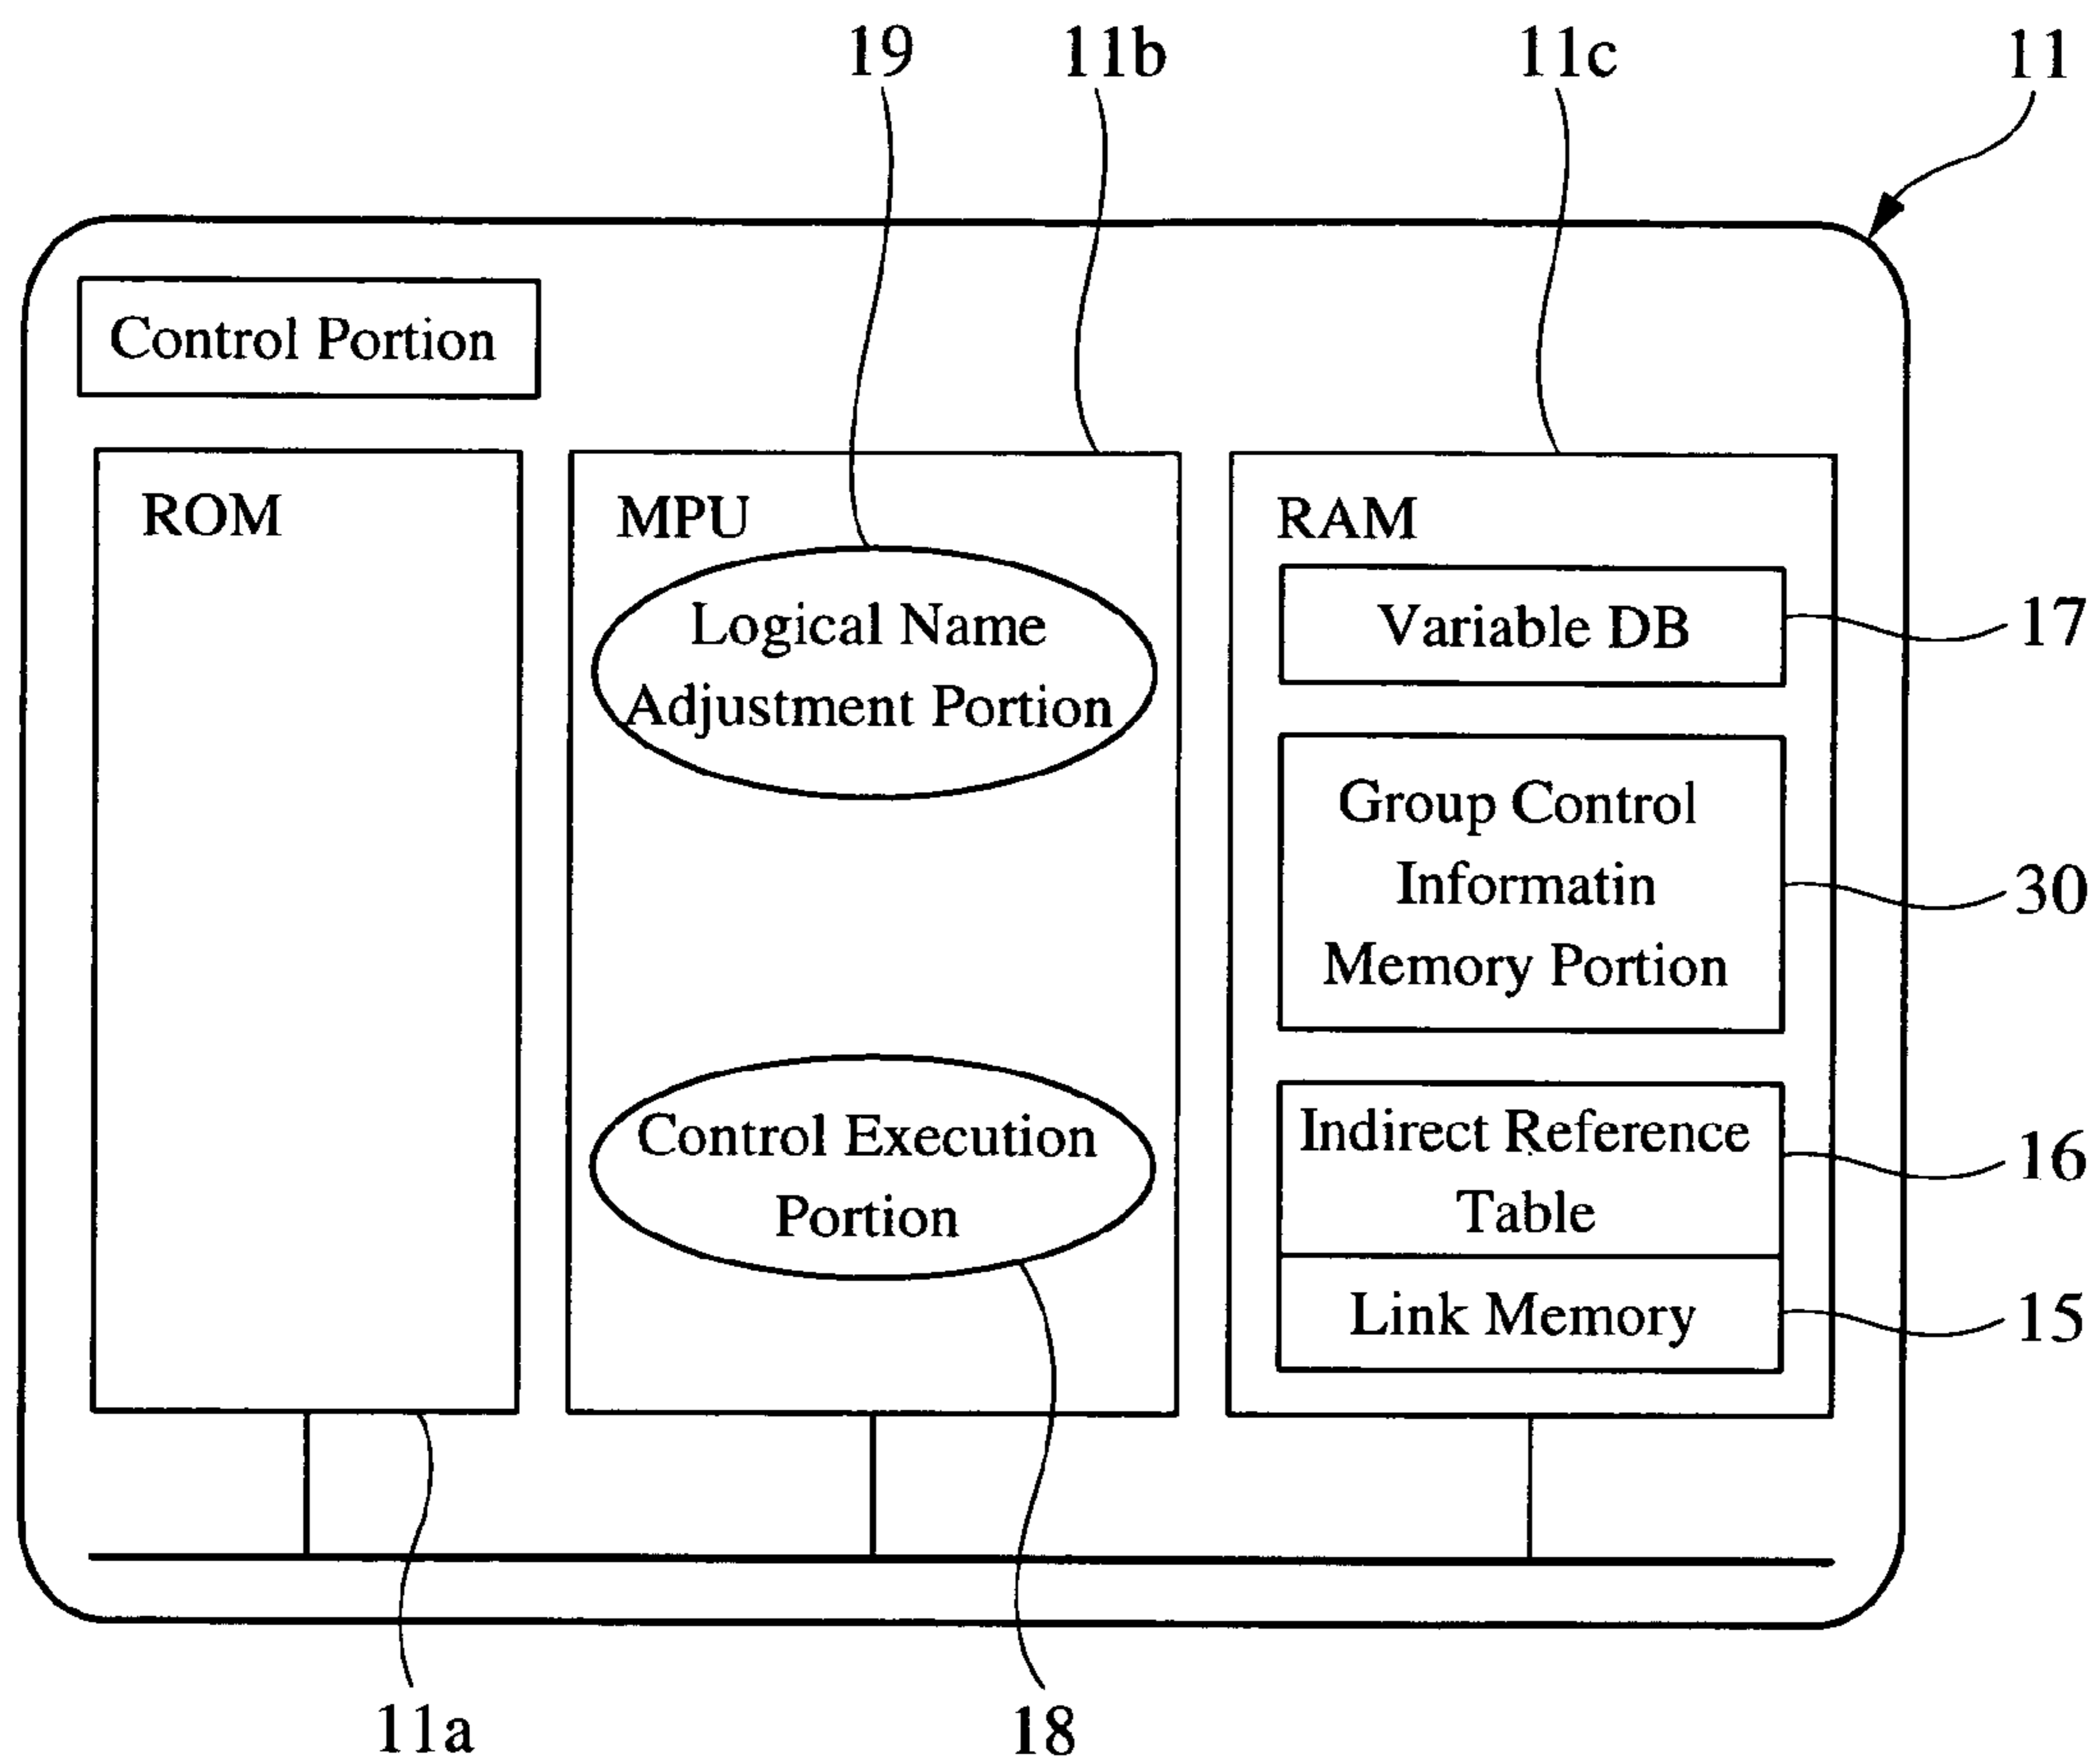 19
11b
11c
11
Control Portion
ROM
MPU
Logical Name
Adjustment Portion
Control Execution
Portion
RAM
Variable DB
17
Group Control
Informatin
Memory Portion
30
Indirect Reference
Table
16
Link Memory
15
11a
18